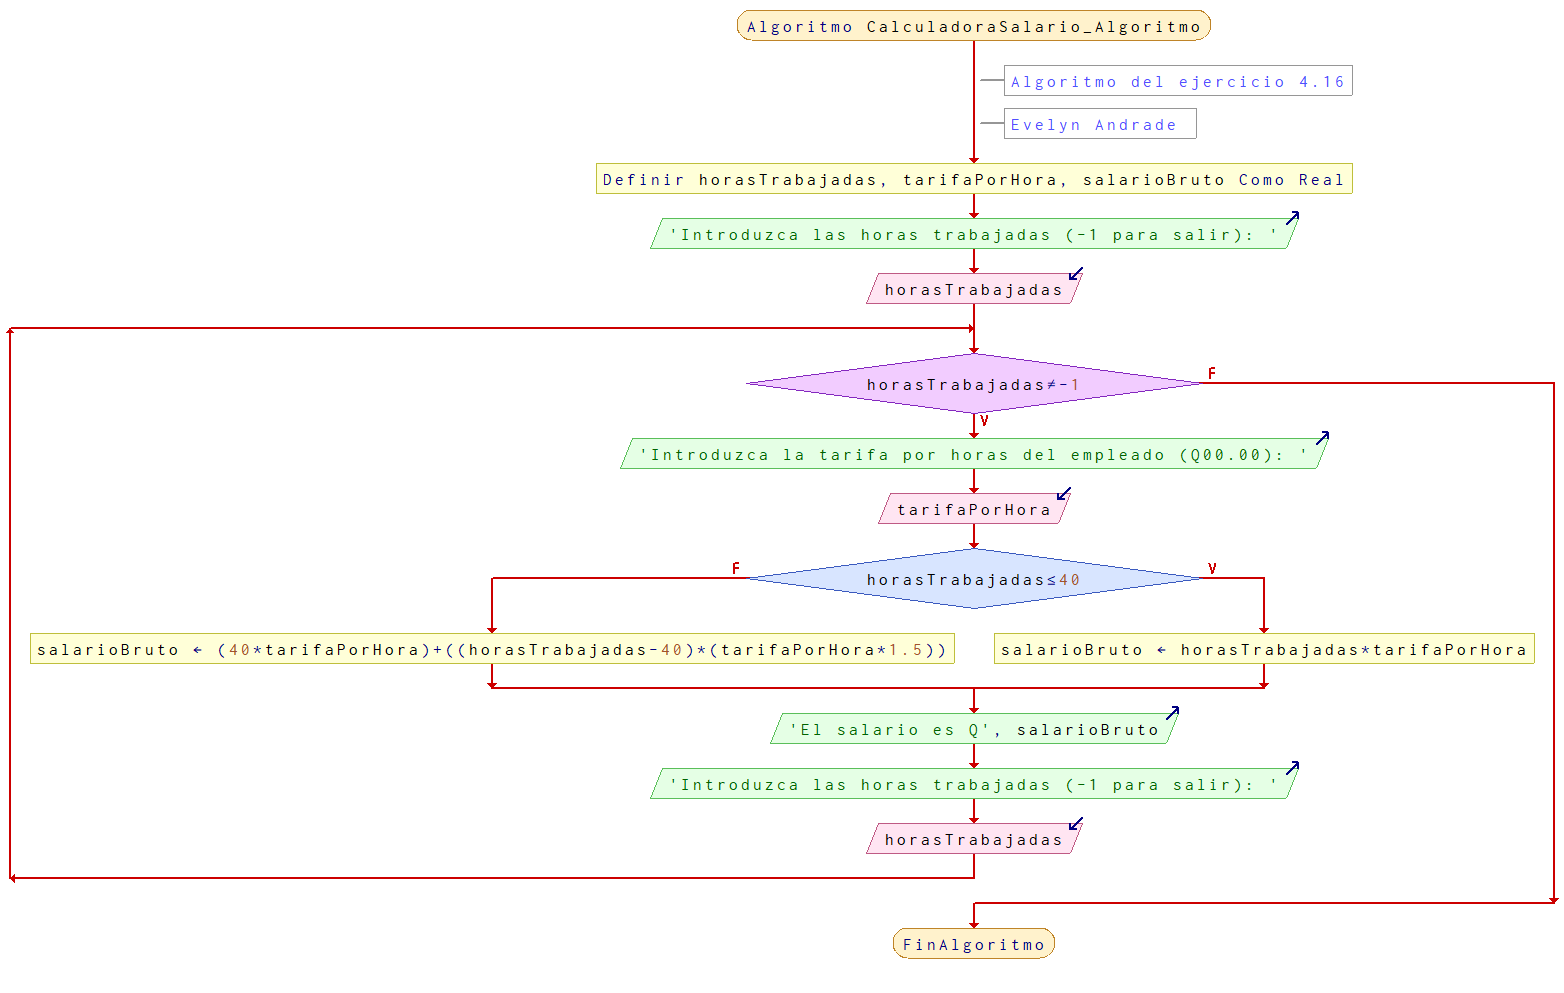 Algoritmo CalculadoraSalario_Algoritmo
Algoritmo del ejercicio 4.16
Evelyn Andrade
Definir horasTrabajadas, tarifaPorHora, salarioBruto Como Real
'Introduzca las horas trabajadas (-1 para salir): '
horasTrabajadas
horasTrabajadas≠-1
F
V
'Introduzca la tarifa por horas del empleado (Q00.00): '
tarifaPorHora
F
horasTrabajadas≤40
V
salarioBruto ← (40*tarifaPorHora)+((horasTrabajadas-40)*(tarifaPorHora*1.5))
salarioBruto ← horasTrabajadas*tarifaPorHora
'El salario es Q', salarioBruto
'Introduzca las horas trabajadas (-1 para salir): '
horasTrabajadas
FinAlgoritmo